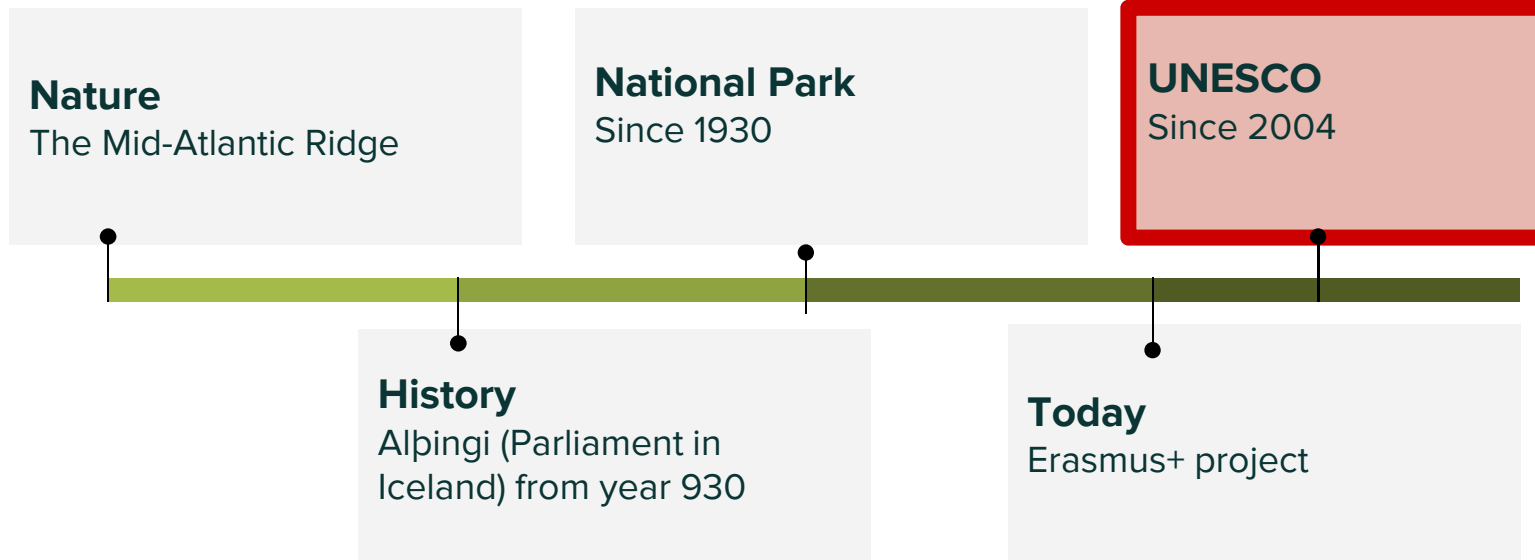 Nature
The Mid-Atlantic Ridge
National Park
Since 1930
UNESCO
Since 2004
History
Alþingi (Parliament in
Iceland) from year 930
Today
Erasmus+ project